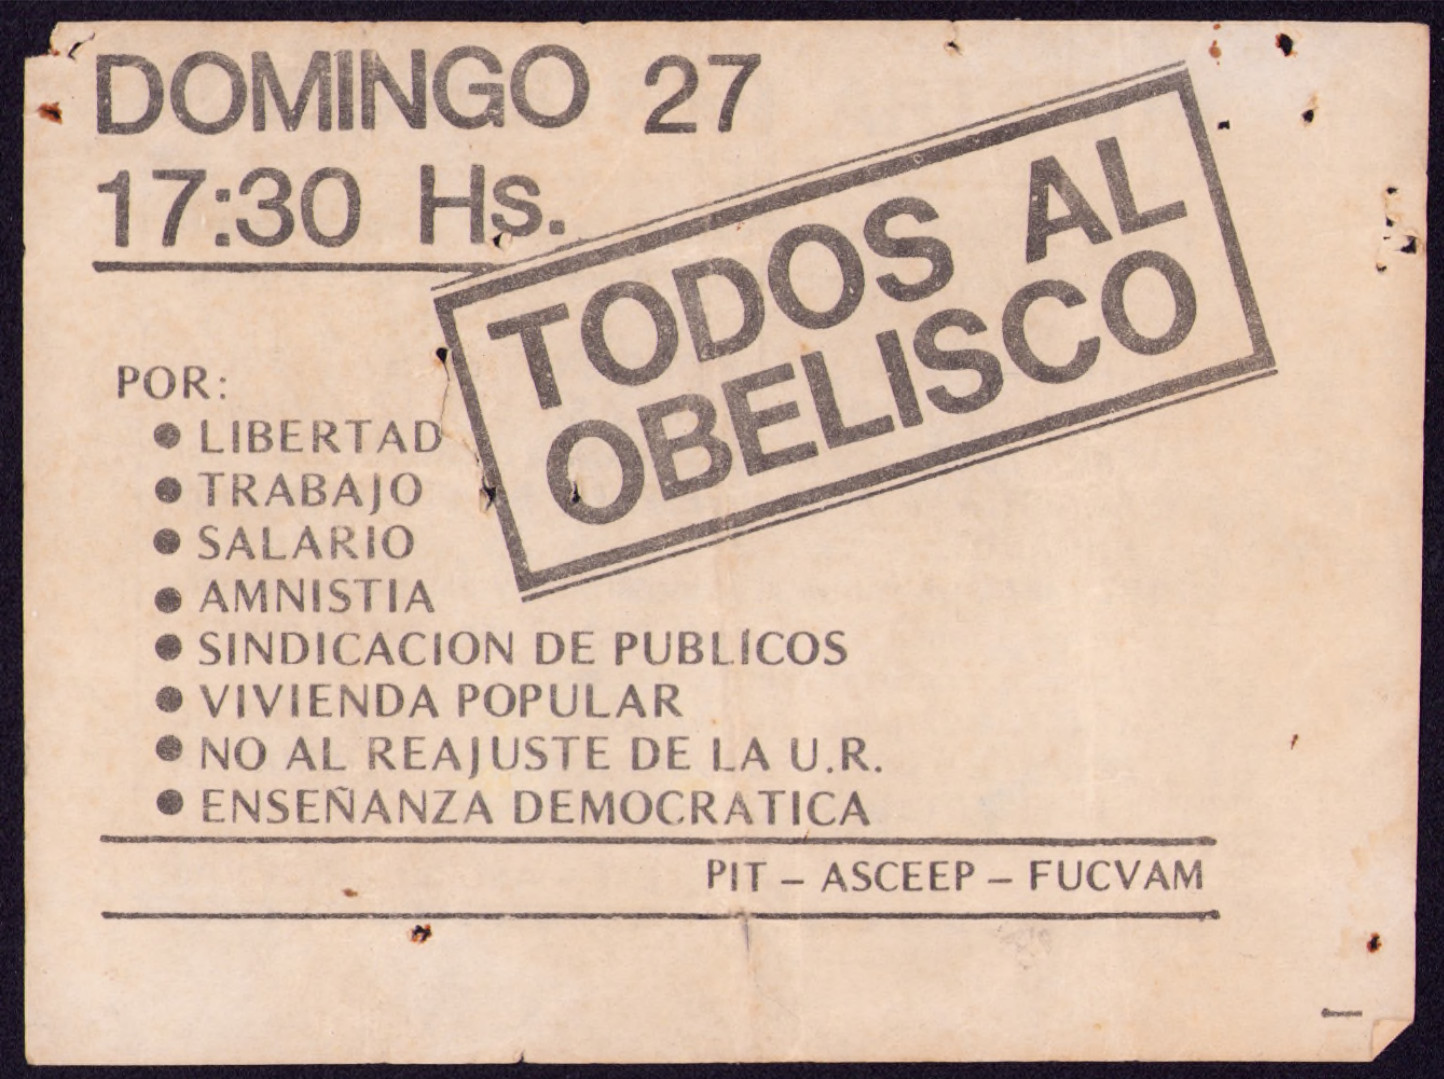 DOMINGO 27
17:30 Hs.
TODOS AL
OBELISCO
POR:
● LIBERTAD
● TRABAJO
● SALARIO
● AMNISTIA
● SINDICACION DE PUBLÍCOS
● VIVIENDA POPULAR
● NO AL REAJUSTE DE LA U.R.
● ENSEÑANZA DEMOCRATICA
PIT – ASCEEP – FUCVAM